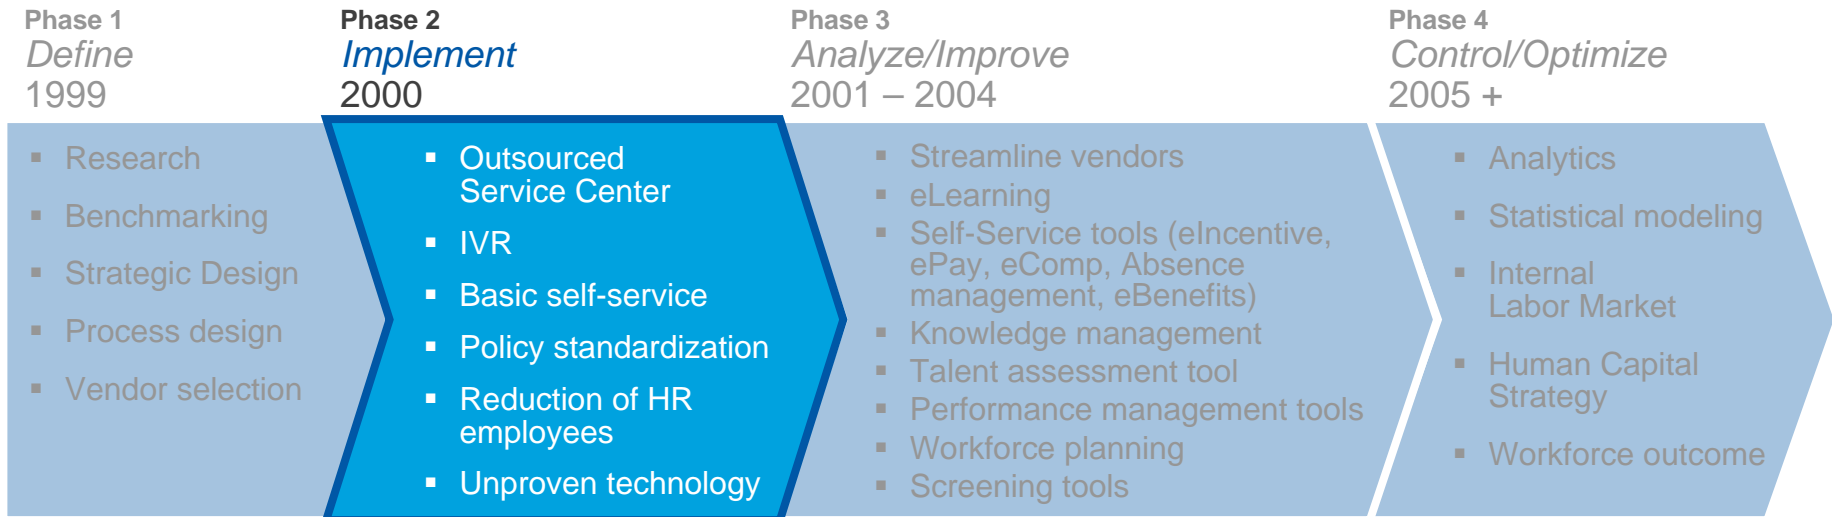 Phase 1
Define
1999
▪ Research
▪ Benchmarking
▪ Strategic Design
▪ Process design
▪ Vendor selection
Phase 2
Implement
2000
▪ Outsourced
Service Center
▪ IVR
▪ Basic self-service
▪ Policy standardization
▪ Reduction of HR
employees
▪ Unproven technology
Phase 3
Analyze/Improve
2001 – 2004
▪ Streamline vendors
▪ eLearning
▪ Self-Service tools (eIncentive,
ePay, eComp, Absence
management, eBenefits)
▪ Knowledge management
▪ Talent assessment tool
▪ Performance management tools
▪ Workforce planning
▪ Screening tools
Phase 4
Control/Optimize
2005 +
▪ Analytics
▪ Statistical modeling
▪ Internal
Labor Market
▪ Human Capital
Strategy
▪ Workforce outcome